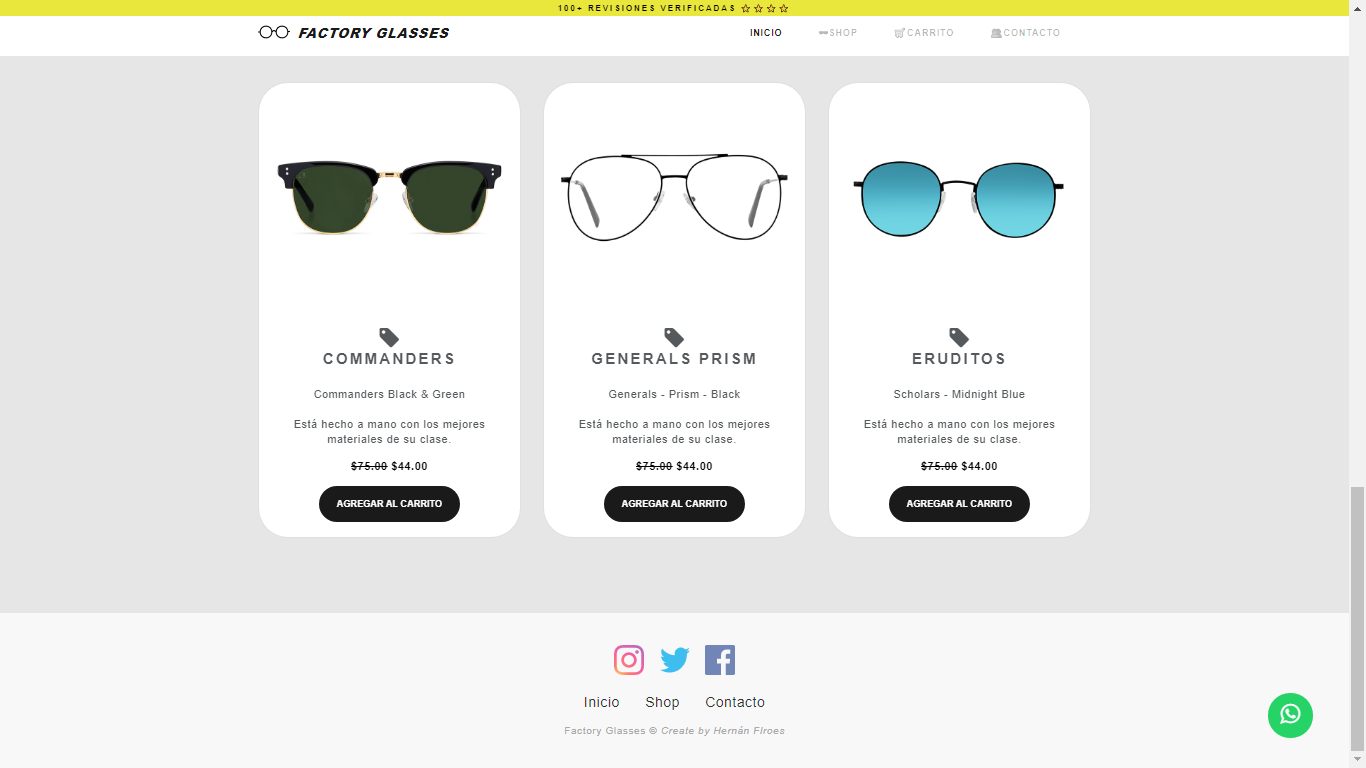 100+ REVISIONES VERIFICADAS
FACTORY GLASSES
INICIO SHOP CARRITO CONTACTO
COMMANDERS
Commanders Black & Green
Está hecho a mano con los mejores
materiales de su clase.
$75.00 $44.00
AGREGAR AL CARRITO
GENERALS PRISM
Generals - Prism - Black
Está hecho a mano con los mejores
materiales de su clase.
$75.00 $44.00
AGREGAR AL CARRITO
ERUDITOS
Scholars - Midnight Blue
Está hecho a mano con los mejores
materiales de su clase.
$75.00 $44.00
AGREGAR AL CARRITO
Inicio Shop Contacto
Factory Glasses © Create by Hernán Flroes